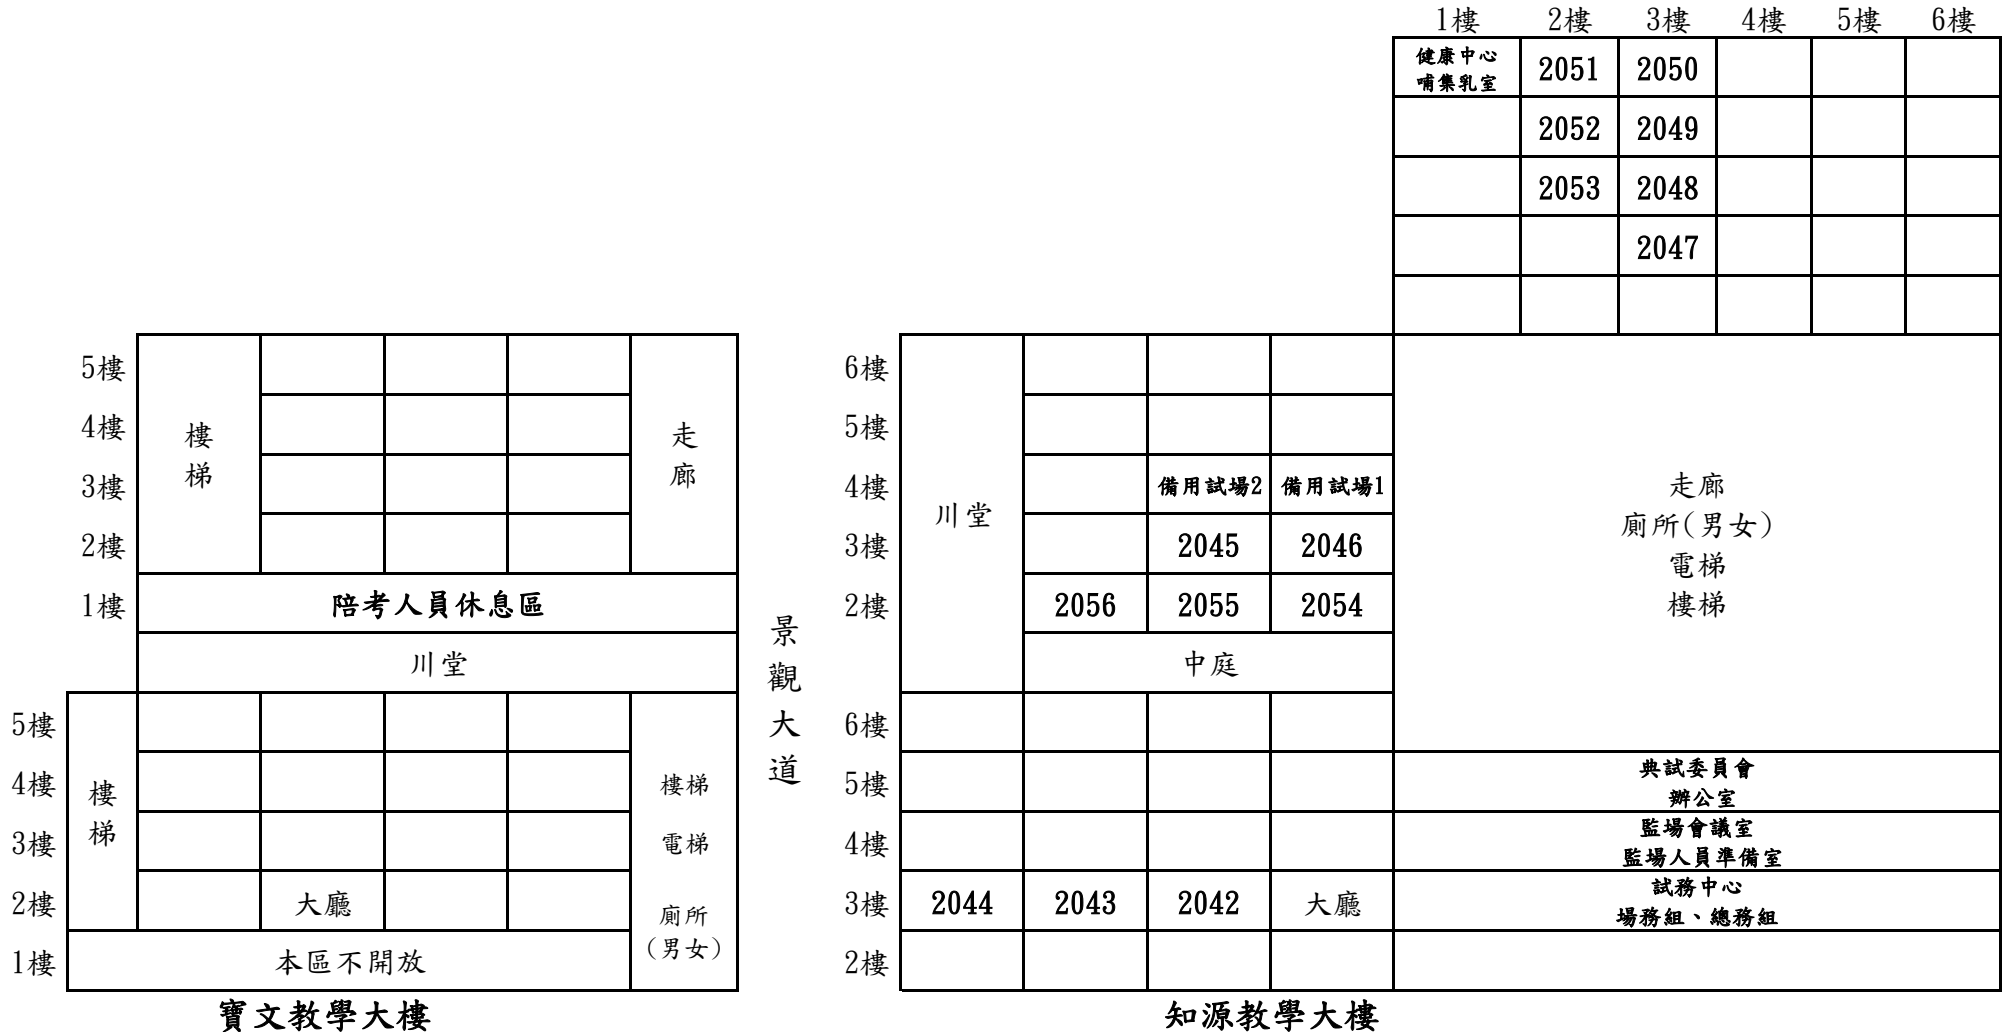 1樓 2樓 3樓 4樓 5樓 6樓
健康中心
哺集乳室
2051 2050
2052 2049
2053 2048
2047
5樓
4樓
3樓
2樓
1樓
樓
梯
走
廊
陪考人員休息區
川堂
5樓
4樓
3樓
2樓
1樓
樓
梯
大廳
樓梯
電梯
廁所
(男女)
本區不開放
寶文教學大樓
景
觀
大
道
6樓
5樓
4樓
3樓
2樓
川堂
備用試場2 備用試場1
2045 2046
2056 2055 2054
中庭
走廊
廁所(男女)
電梯
樓梯
6樓
5樓
4樓
3樓
2樓
典試委員會
辦公室
監場會議室
監場人員準備室
2044 2043 2042 大廳
試務中心
場務組、總務組
知源教學大樓